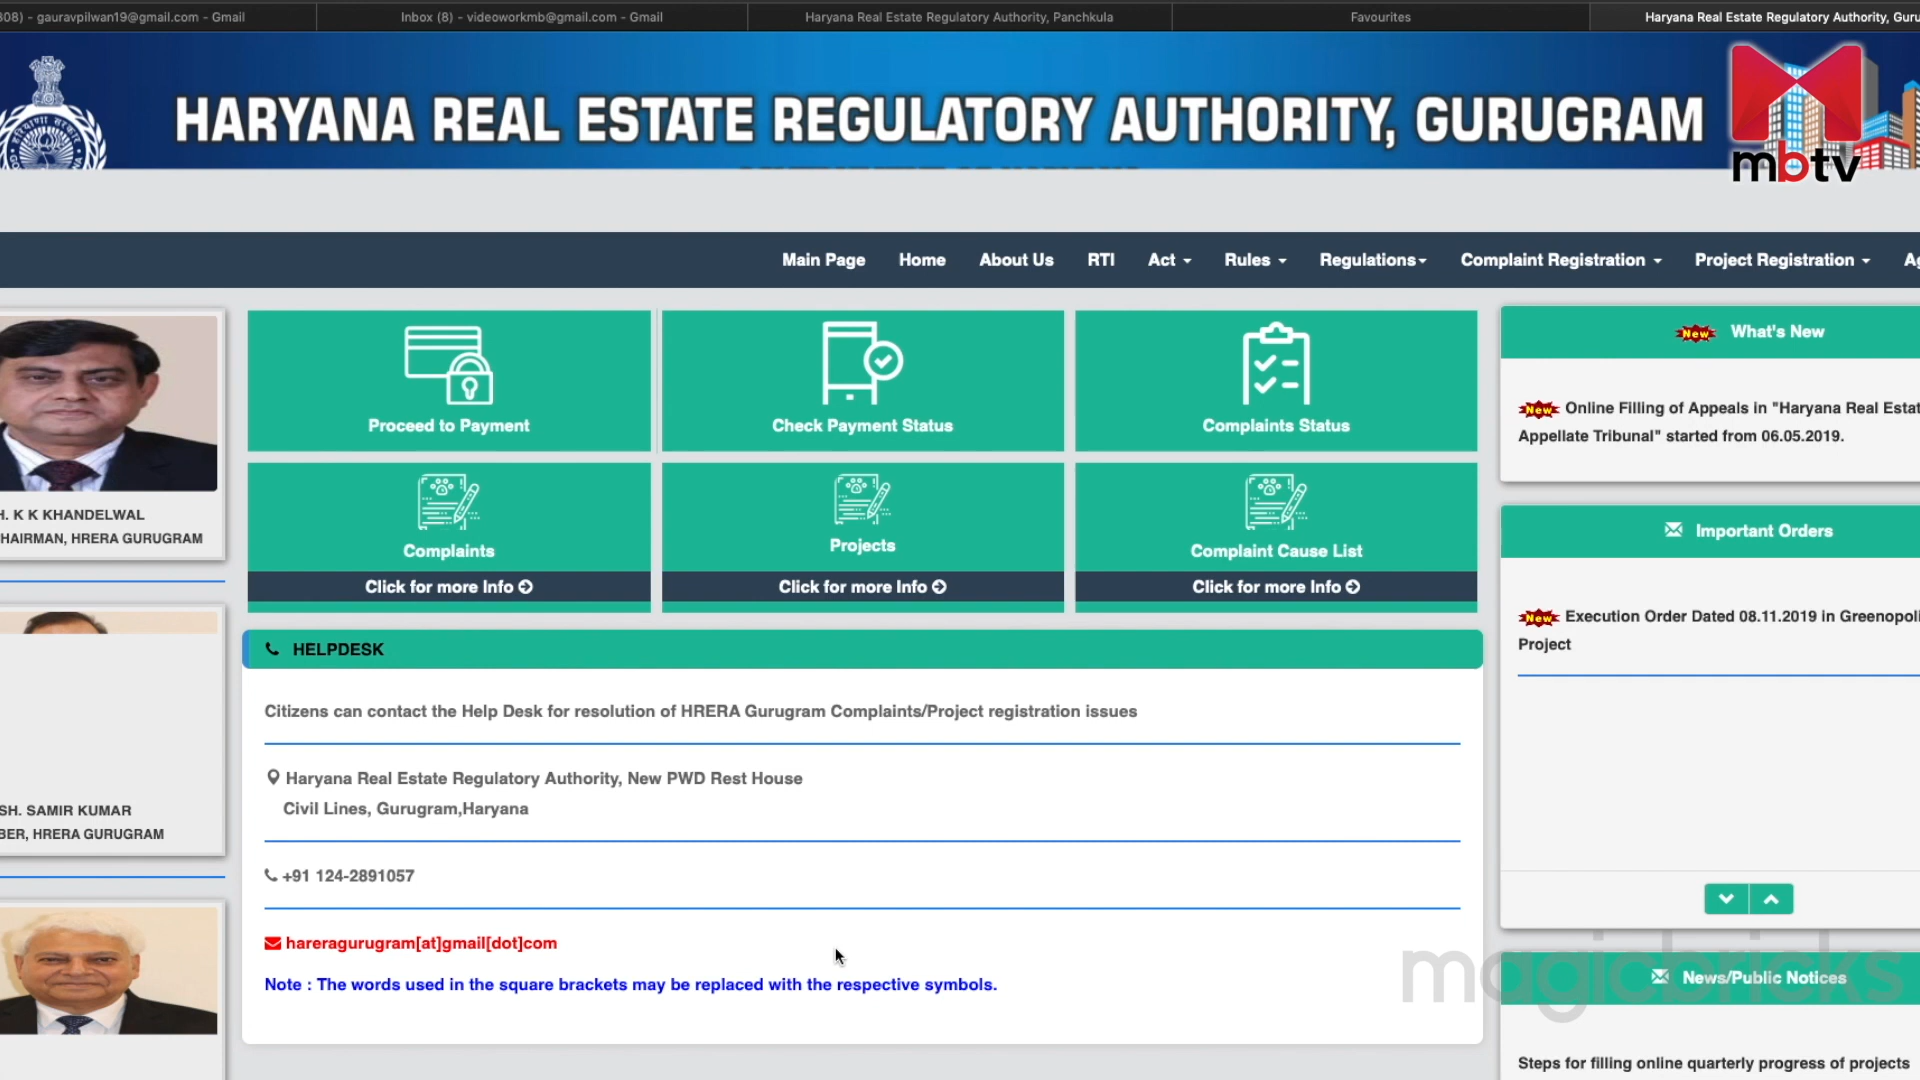 308) - gauravpilwan19@gmail.com - Gmail
Inbox (8) - videoworkmb@gmail.com - Gmail
Haryana Real Estate Regulatory Authority, Panchkula
Favourites
Haryana Real Estate Regulatory Authority, Guru
HARYANA REAL ESTATE REGULATORY AUTHORITY, GURUGRAM
mbtv
Main Page
Home
About Us
RTI
Act
Rules
Regulations
Complaint Registration
Project Registration
Ag
H. K K KHANDELWAL
HAIRMAN, HRERA GURUGRAM
SH. SAMIR KUMAR
BER, HRERA GURUGRAM
Proceed to Payment
Check Payment Status
Complaints Status
Complaints
Click for more Info
Projects
Click for more Info
Complaint Cause List
Click for more Info
HELPDESK
Citizens can contact the Help Desk for resolution of HRERA Gurugram Complaints/Project registration issues
Haryana Real Estate Regulatory Authority, New PWD Rest House
Civil Lines, Gurugram,Haryana
+91 124-2891057
hareragurugram[at]gmail[dot]com
Note : The words used in the square brackets may be replaced with the respective symbols.
New What's New
New Online Filling of Appeals in "Haryana Real Estat
Appellate Tribunal" started from 06.05.2019.
Important Orders
New Execution Order Dated 08.11.2019 in Greenopoli
Project
magicbricks
News/Public Notices
Steps for filling online quarterly progress of projects